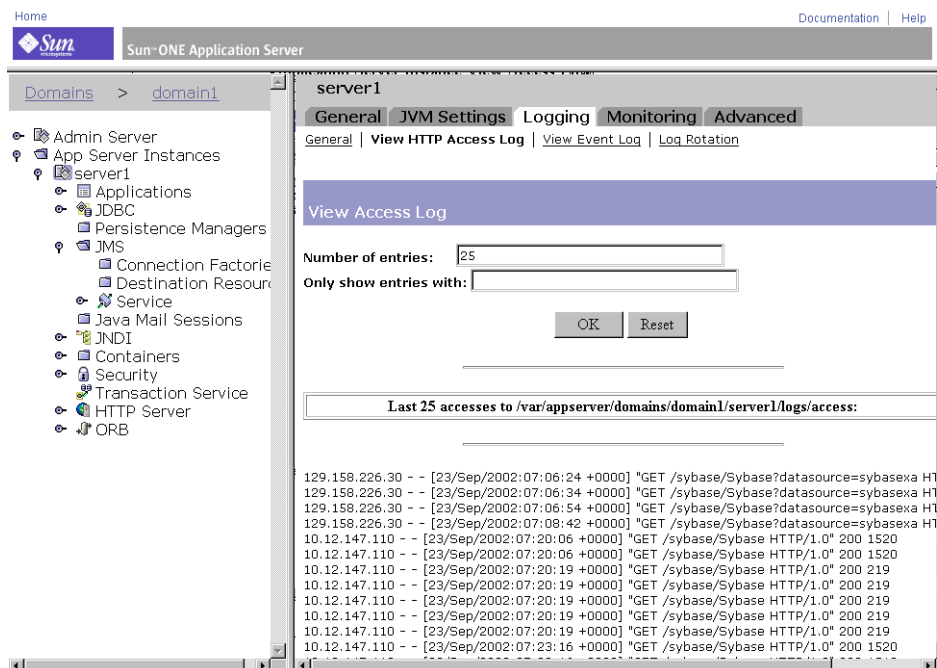 Home
Documentation | Help
Sun
microsystems
Sun™ ONE Application Server
Domains > domain1
Admin Server
App Server Instances
server1
Applications
JDBC
Persistence Managers
JMS
Connection Factorie
Destination Resour
Service
Java Mail Sessions
JNDI
Containers
Security
Transaction Service
HTTP Server
ORB
server1
General JVM Settings Logging Monitoring Advanced
General | View HTTP Access Log | View Event Log | Log Rotation
View Access Log
Number of entries: 25
Only show entries with:
OK Reset
Last 25 accesses to /var/appserver/domains/domain1/server1/logs/access:
129.158.226.30 - - [23/Sep/2002:07:06:24 +0000] "GET /sybase/Sybase?datasource=sybasexa HT
129.158.226.30 - - [23/Sep/2002:07:06:34 +0000] "GET /sybase/Sybase?datasource=sybasexa HT
129.158.226.30 - - [23/Sep/2002:07:06:54 +0000] "GET /sybase/Sybase?datasource=sybasexa HT
129.158.226.30 - - [23/Sep/2002:07:08:42 +0000] "GET /sybase/Sybase?datasource=sybasexa HT
10.12.147.110 - - [23/Sep/2002:07:20:06 +0000] "GET /sybase/Sybase HTTP/1.0" 200 1520
10.12.147.110 - - [23/Sep/2002:07:20:06 +0000] "GET /sybase/Sybase HTTP/1.0" 200 1520
10.12.147.110 - - [23/Sep/2002:07:20:19 +0000] "GET /sybase/Sybase HTTP/1.0" 200 219
10.12.147.110 - - [23/Sep/2002:07:20:19 +0000] "GET /sybase/Sybase HTTP/1.0" 200 219
10.12.147.110 - - [23/Sep/2002:07:20:19 +0000] "GET /sybase/Sybase HTTP/1.0" 200 219
10.12.147.110 - - [23/Sep/2002:07:20:19 +0000] "GET /sybase/Sybase HTTP/1.0" 200 219
10.12.147.110 - - [23/Sep/2002:07:20:19 +0000] "GET /sybase/Sybase HTTP/1.0" 200 219
10.12.147.110 - - [23/Sep/2002:07:23:16 +0000] "GET /sybase/Sybase HTTP/1.0" 200 1520